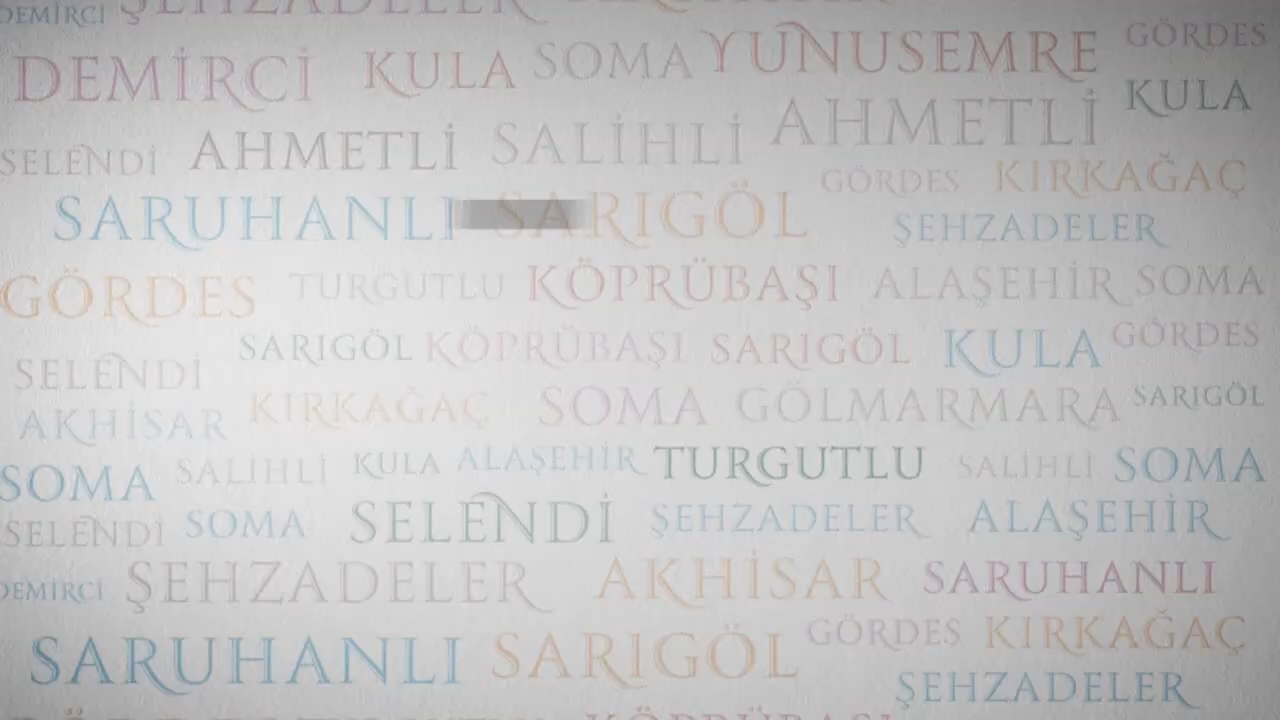 DEMİRCİ ŞEHZADELER
DEMİRCİ KULA SOMA YUNUSEMRE GÖRDES
SELENDİ AHMETLİ SALİHLİ AHMETLİ KULA
SARUHANLI SARIGÖL GÖRDES KIRKAĞAÇ
ŞEHZADELER
GÖRDES TURGUTLU KÖPRÜBAŞI ALAŞEHİR SOMA
SELENDİ SARIGÖL KÖPRÜBAŞI SARIGÖL KULA GÖRDES
AKHİSAR KIRKAĞAÇ SOMA GÖLMARMARA SARIGÖL
SOMA SALİHLİ KULA ALAŞEHİR TURGUTLU SALİHLİ SOMA
SELENDİ SOMA SELENDİ ŞEHZADELER ALAŞEHİR
DEMİRCİ ŞEHZADELER AKHİSAR SARUHANLI
SARUHANLI SARIGÖL GÖRDES KIRKAĞAÇ
ŞEHZADELER
KÖPRÜBAŞI